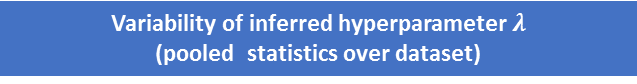 Variability of inferred hyperparameter λ
(pooled statistics over dataset)